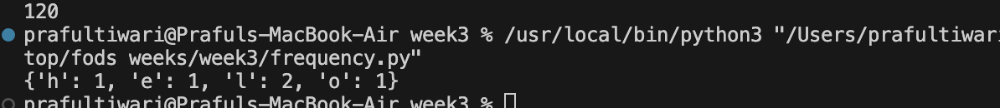 120
prafultiwari@Prafuls-MacBook-Air week3 % /usr/local/bin/python3 "/Users/prafultiwari
top/fods weeks/week3/frequency.py"
{'h': 1, 'e': 1, 'l': 2, 'o': 1}
prafultiwari@Prafuls-MacBook-Air week3 %